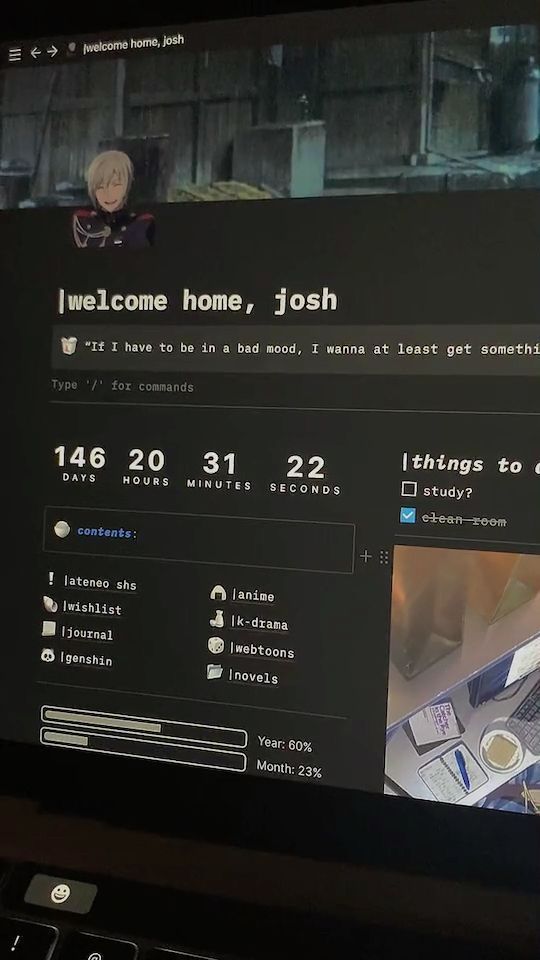 |welcome home, josh
|welcome home, josh
“If I have to be in a bad mood, I wanna at least get somethi
Type '/' for commands
146 20 31 22
DAYS HOURS MINUTES SECONDS
contents:
|ateneo shs
|wishlist
|journal
|genshin
|anime
|k-drama
|webtoons
|novels
Year: 60%
Month: 23%
|things to
study?
clean room
!
@